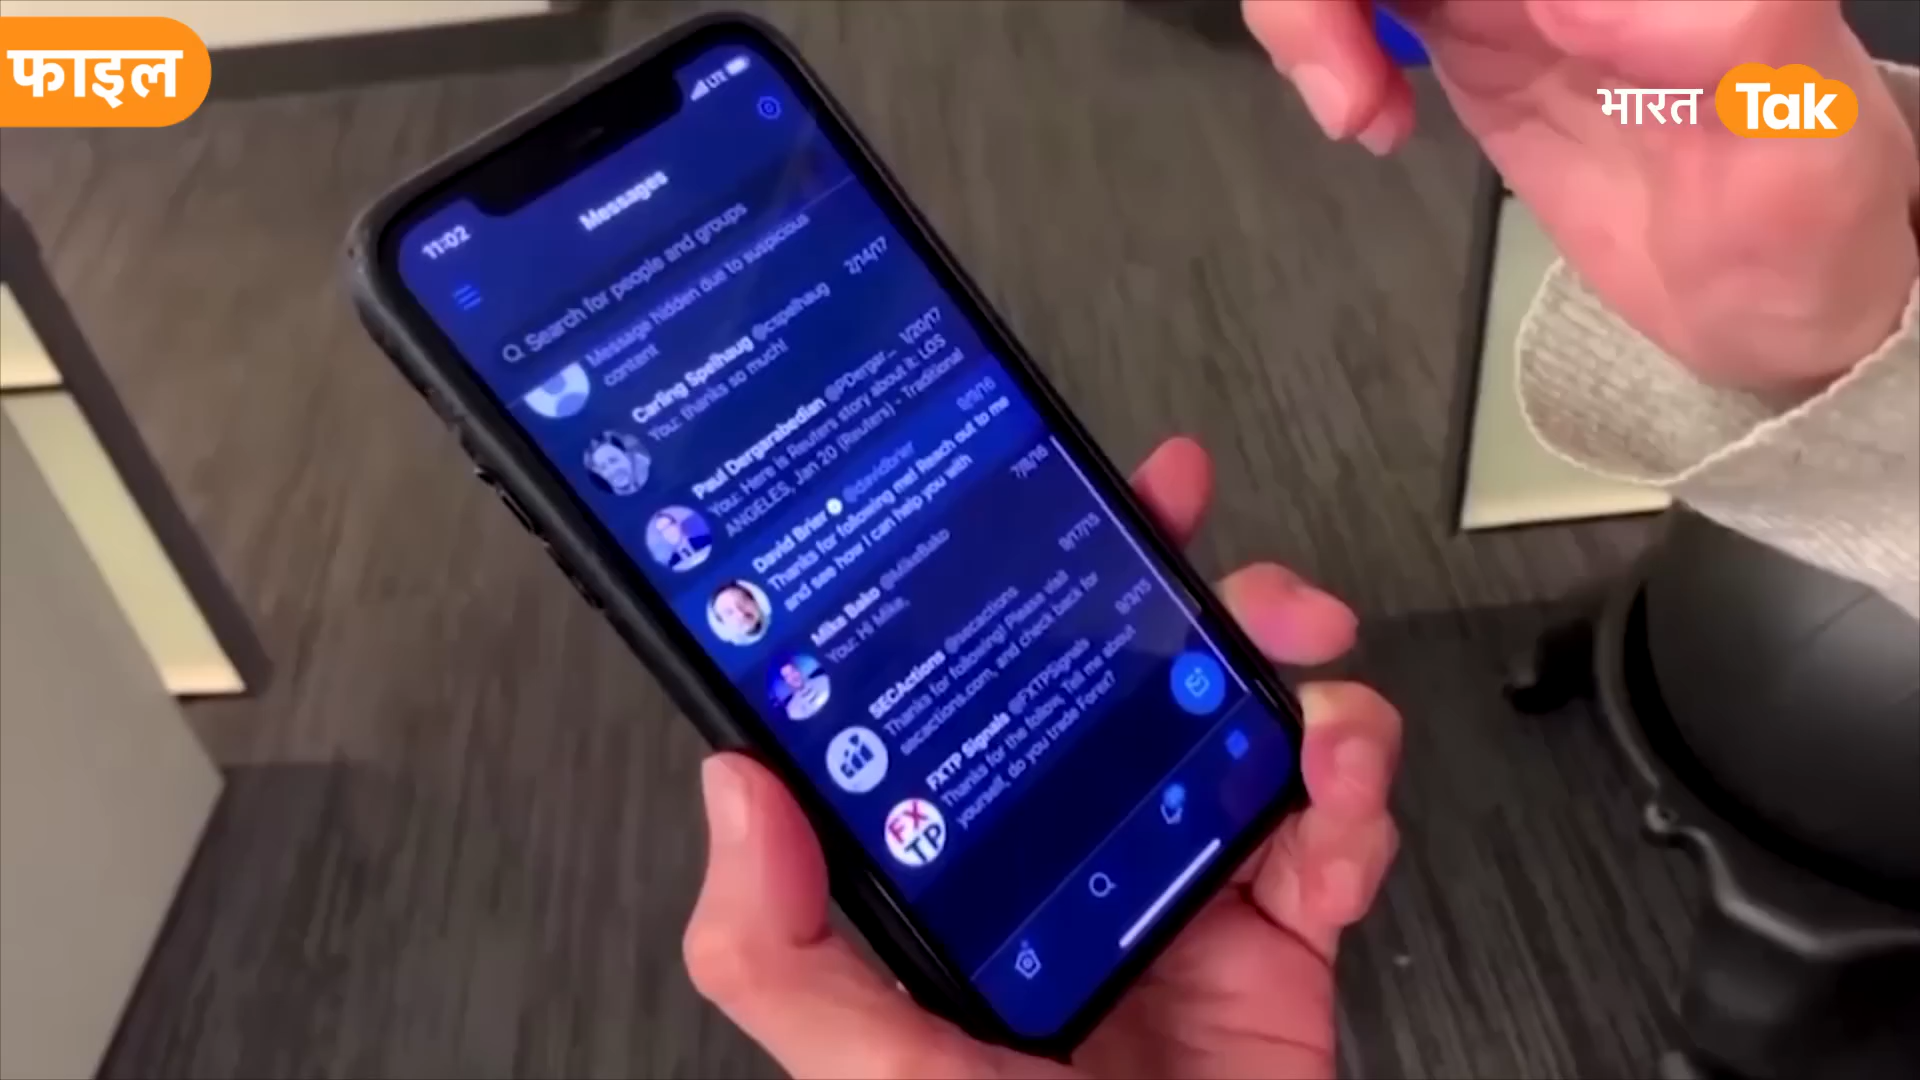 फाइल
भारत Tak
LTE
11:02
Messages
Search for people and groups
Message hidden due to suspicious
content
Carling Spelhaug @cspelhaug 2/14/17
You: thanks so much!
Paul Dergarabedian @PDergar... 1/20/17
You: Here is Reuters story about it: LOS
ANGELES, Jan 20 (Reuters) - Traditional
David Brier @davidbrier 9/9/16
Thanks for following me! Reach out to me
and see how I can help you with
Mike Bako @MikeBako 7/8/16
You: Hi Mike,
SECActions @secactions 9/17/15
Thanks for following! Please visit
secactions.com, and check back for
FXTP Signals @FXTPSignals 9/3/15
Thanks for the follow, Tell me about
yourself, do you trade Forex?
FX
TP